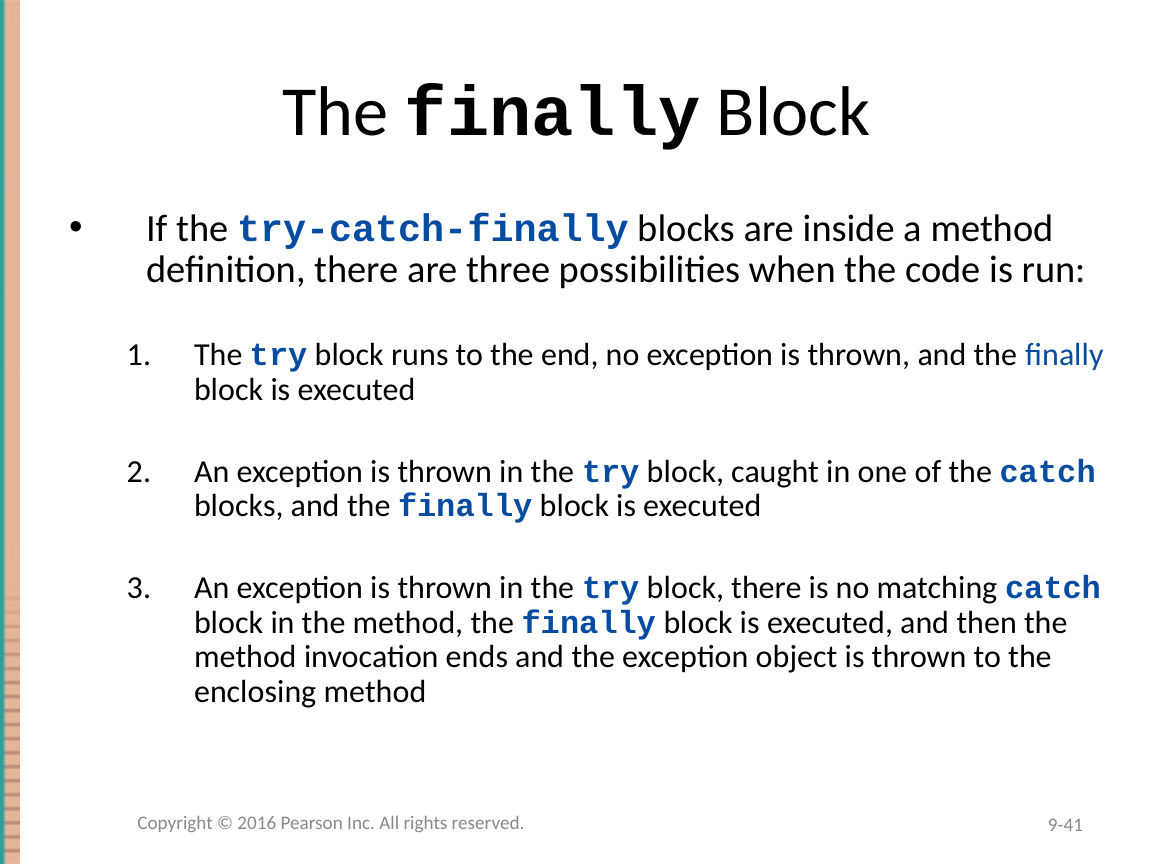 The finally Block
• If the try-catch-finally blocks are inside a method
definition, there are three possibilities when the code is run:
1. The try block runs to the end, no exception is thrown, and the finally
block is executed
2. An exception is thrown in the try block, caught in one of the catch
blocks, and the finally block is executed
3. An exception is thrown in the try block, there is no matching catch
block in the method, the finally block is executed, and then the
method invocation ends and the exception object is thrown to the
enclosing method
Copyright © 2016 Pearson Inc. All rights reserved.
9-41